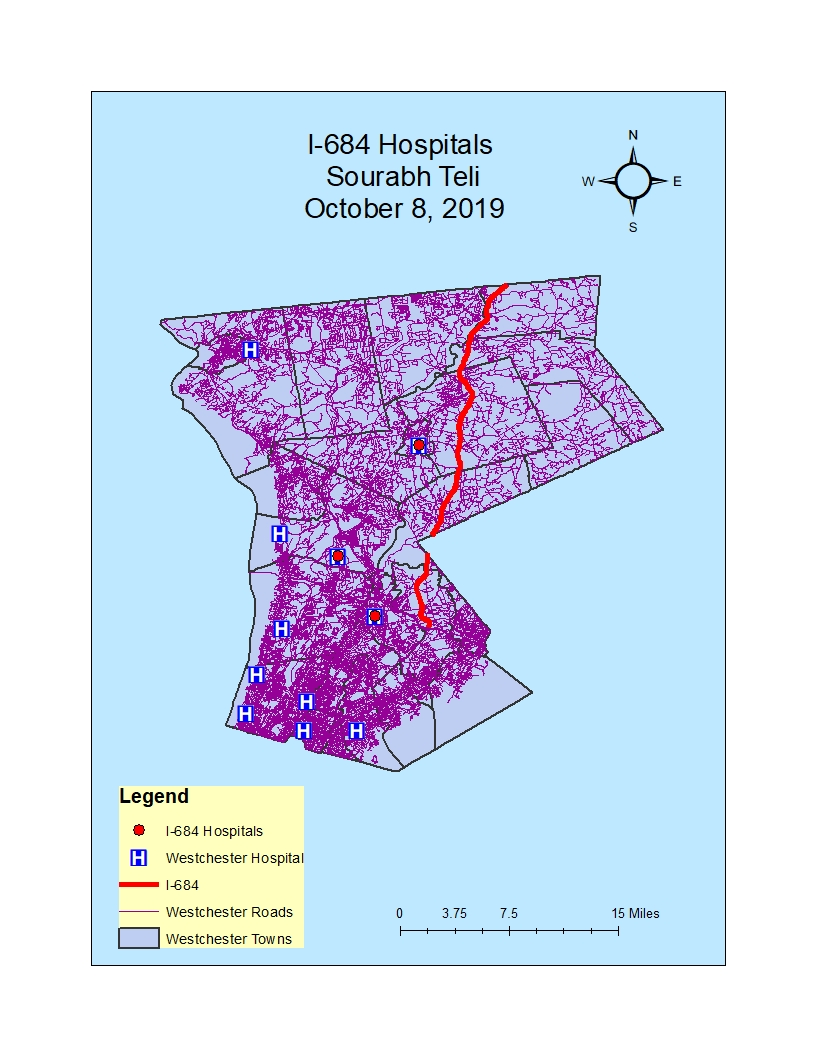 I-684 Hospitals
Sourabh Teli
October 8, 2019
N
W E
S
H
H
H
H
H
H
H
H
H
H
H
Legend
I-684 Hospitals
H Westchester Hospital
I-684
Westchester Roads
Westchester Towns
0 3.75 7.5 15 Miles